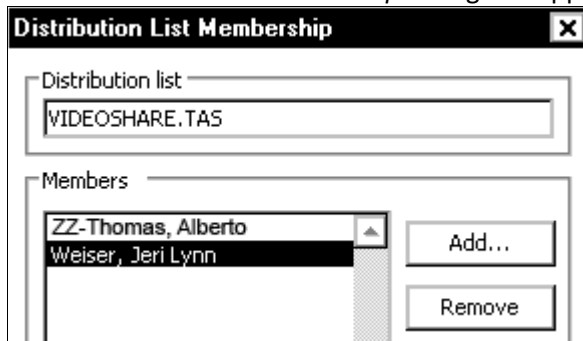 Distribution List Membership
Distribution list
VIDEOSHARE.TAS
Members
ZZ-Thomas, Alberto
Weiser, Jeri Lynn
Add...
Remove